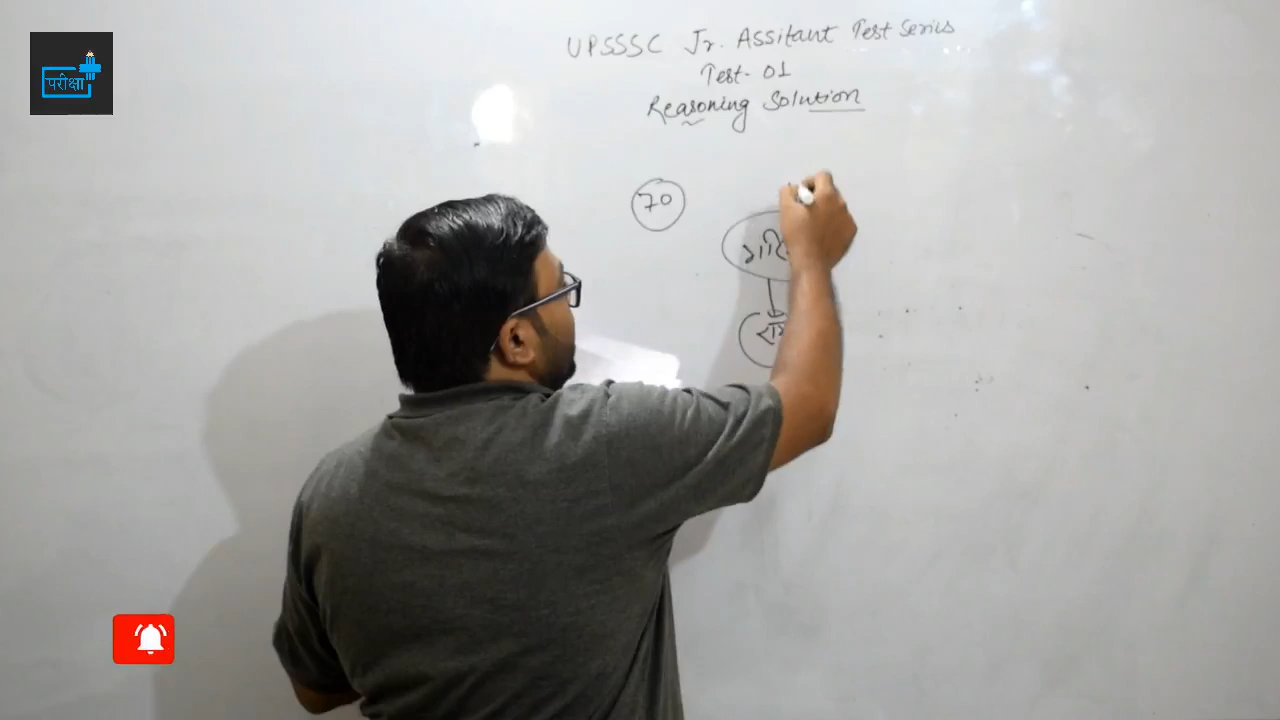 परीक्षा
UPSSSC Jr. Assitant Test Series
Test- 01
Reasoning Solution
70